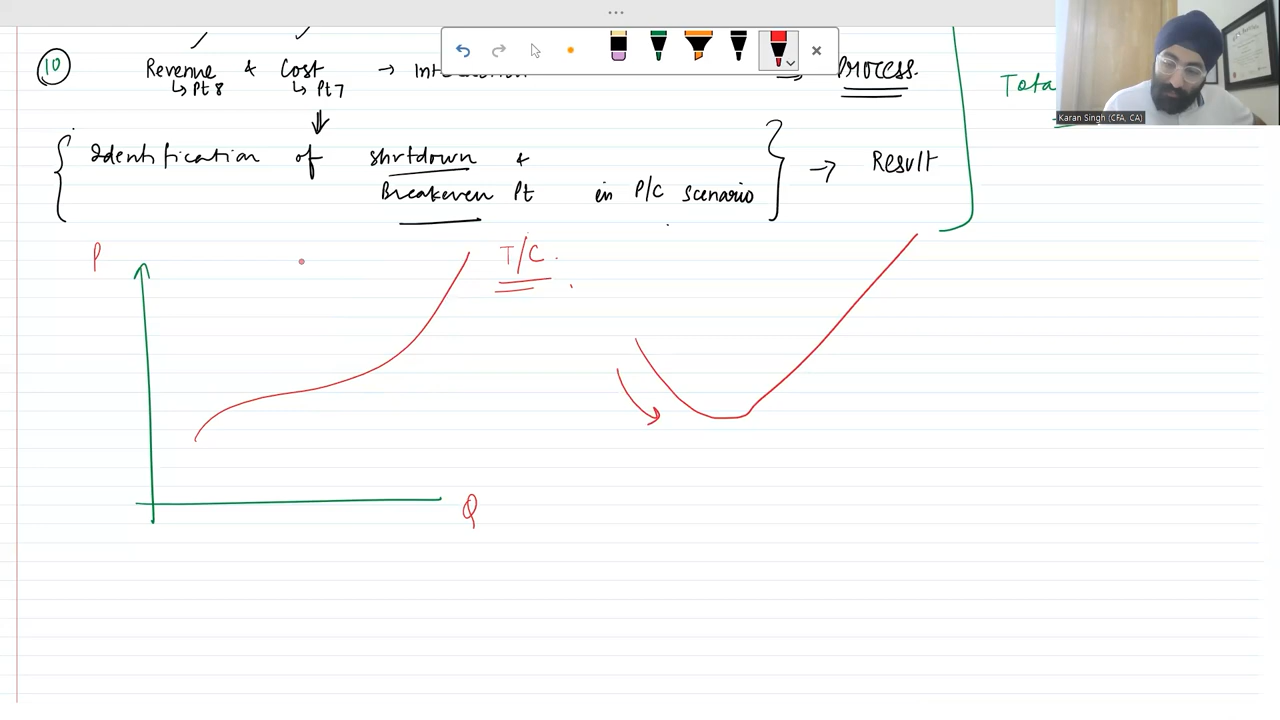 10 Revenue & Cost →
↳ Pt 8 ↳ Pt 7
Process
Tota
Karan Singh (CFA, CA)
Identification of shutdown &
Breakeven Pt in P/C scenario
→ Result
P
T/C
Q